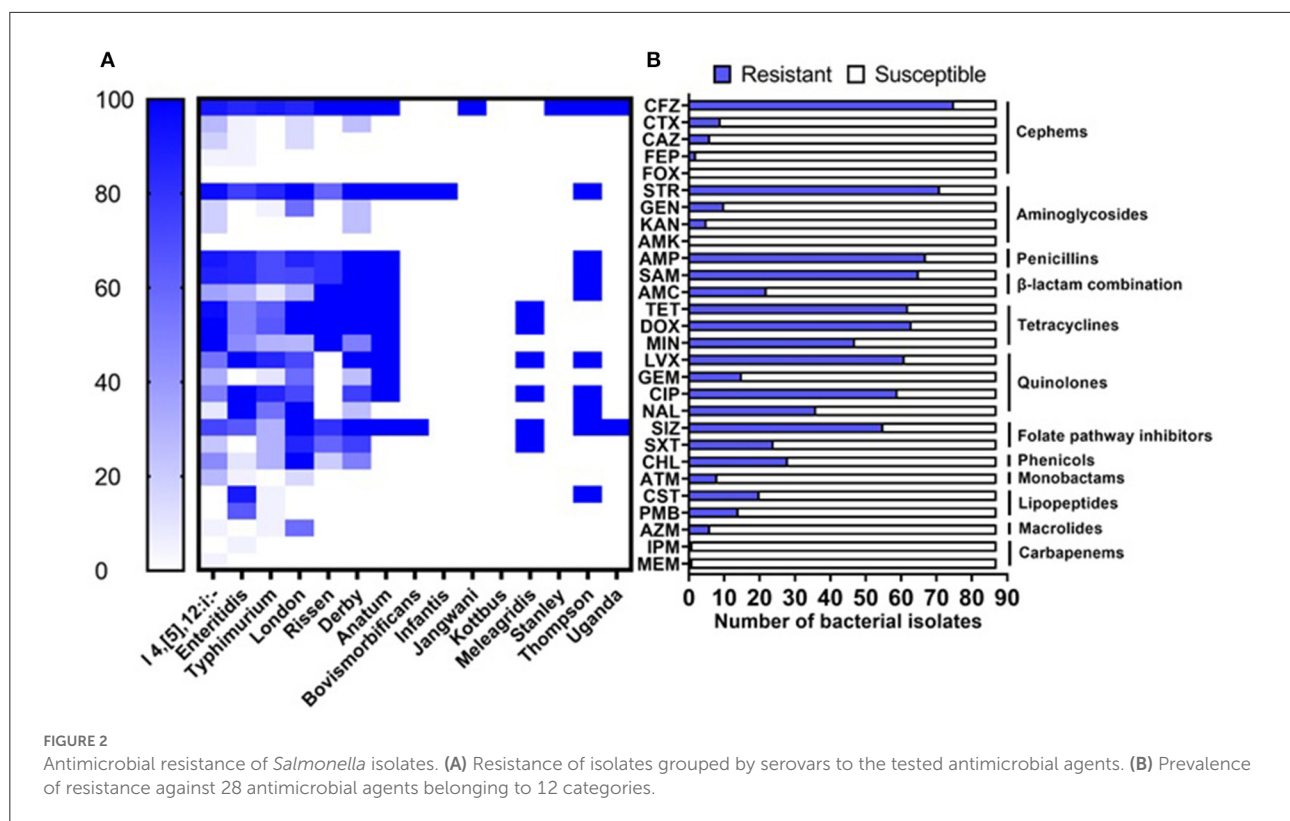 A
100
80
60
40
20
0
I 4,[5],12:i:-
Enteritidis
Typhimurium
London
Rissen
Derby
Anatum
Bovismorbificans
Infantis
Jangwani
Kottbus
Meleagridis
Stanley
Thompson
Uganda
B
Resistant Susceptible
CFZ
CTX
CAZ
FEP
FOX
STR
GEN
KAN
AMK
AMP
SAM
AMC
TET
DOX
MIN
LVX
GEM
CIP
NAL
SIZ
SXT
CHL
ATM
CST
PMB
AZM
IPM
MEM
Cephems
Aminoglycosides
Penicillins
β-lactam combination
Tetracyclines
Quinolones
Folate pathway inhibitors
Phenicols
Monobactams
Lipopeptides
Macrolides
Carbapenems
0 10 20 30 40 50 60 70 80 90
Number of bacterial isolates
FIGURE 2
Antimicrobial resistance of Salmonella isolates. (A) Resistance of isolates grouped by serovars to the tested antimicrobial agents. (B) Prevalence
of resistance against 28 antimicrobial agents belonging to 12 categories.